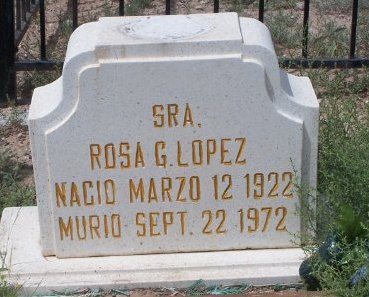 SRA.
ROSA G. LOPEZ
NACIO MARZO 12 1922
MURIO SEPT. 22 1972